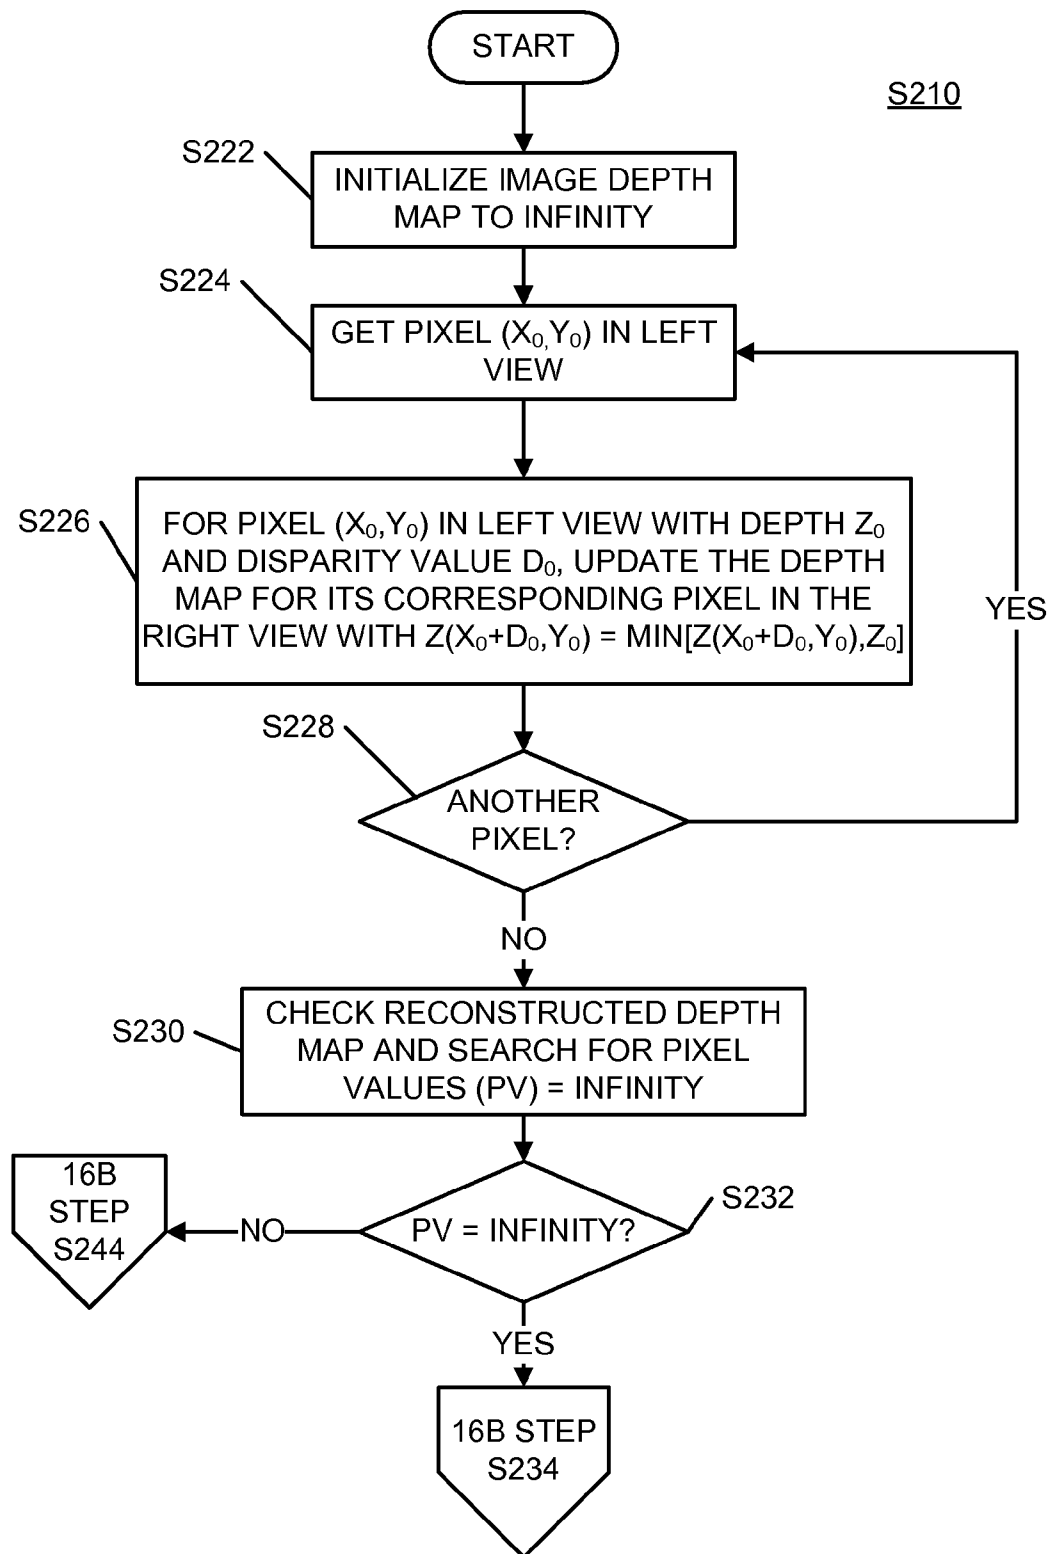 START
S210
S222
INITIALIZE IMAGE DEPTH
MAP TO INFINITY
S224
GET PIXEL (X₀,Y₀) IN LEFT
VIEW
S226
FOR PIXEL (X₀,Y₀) IN LEFT VIEW WITH DEPTH Z₀
AND DISPARITY VALUE D₀, UPDATE THE DEPTH
MAP FOR ITS CORRESPONDING PIXEL IN THE
RIGHT VIEW WITH Z(X₀+D₀,Y₀) = MIN[Z(X₀+D₀,Y₀),Z₀]
YES
S228
ANOTHER
PIXEL?
NO
S230
CHECK RECONSTRUCTED DEPTH
MAP AND SEARCH FOR PIXEL
VALUES (PV) = INFINITY
16B
STEP
S244
NO
PV = INFINITY?
S232
YES
16B STEP
S234